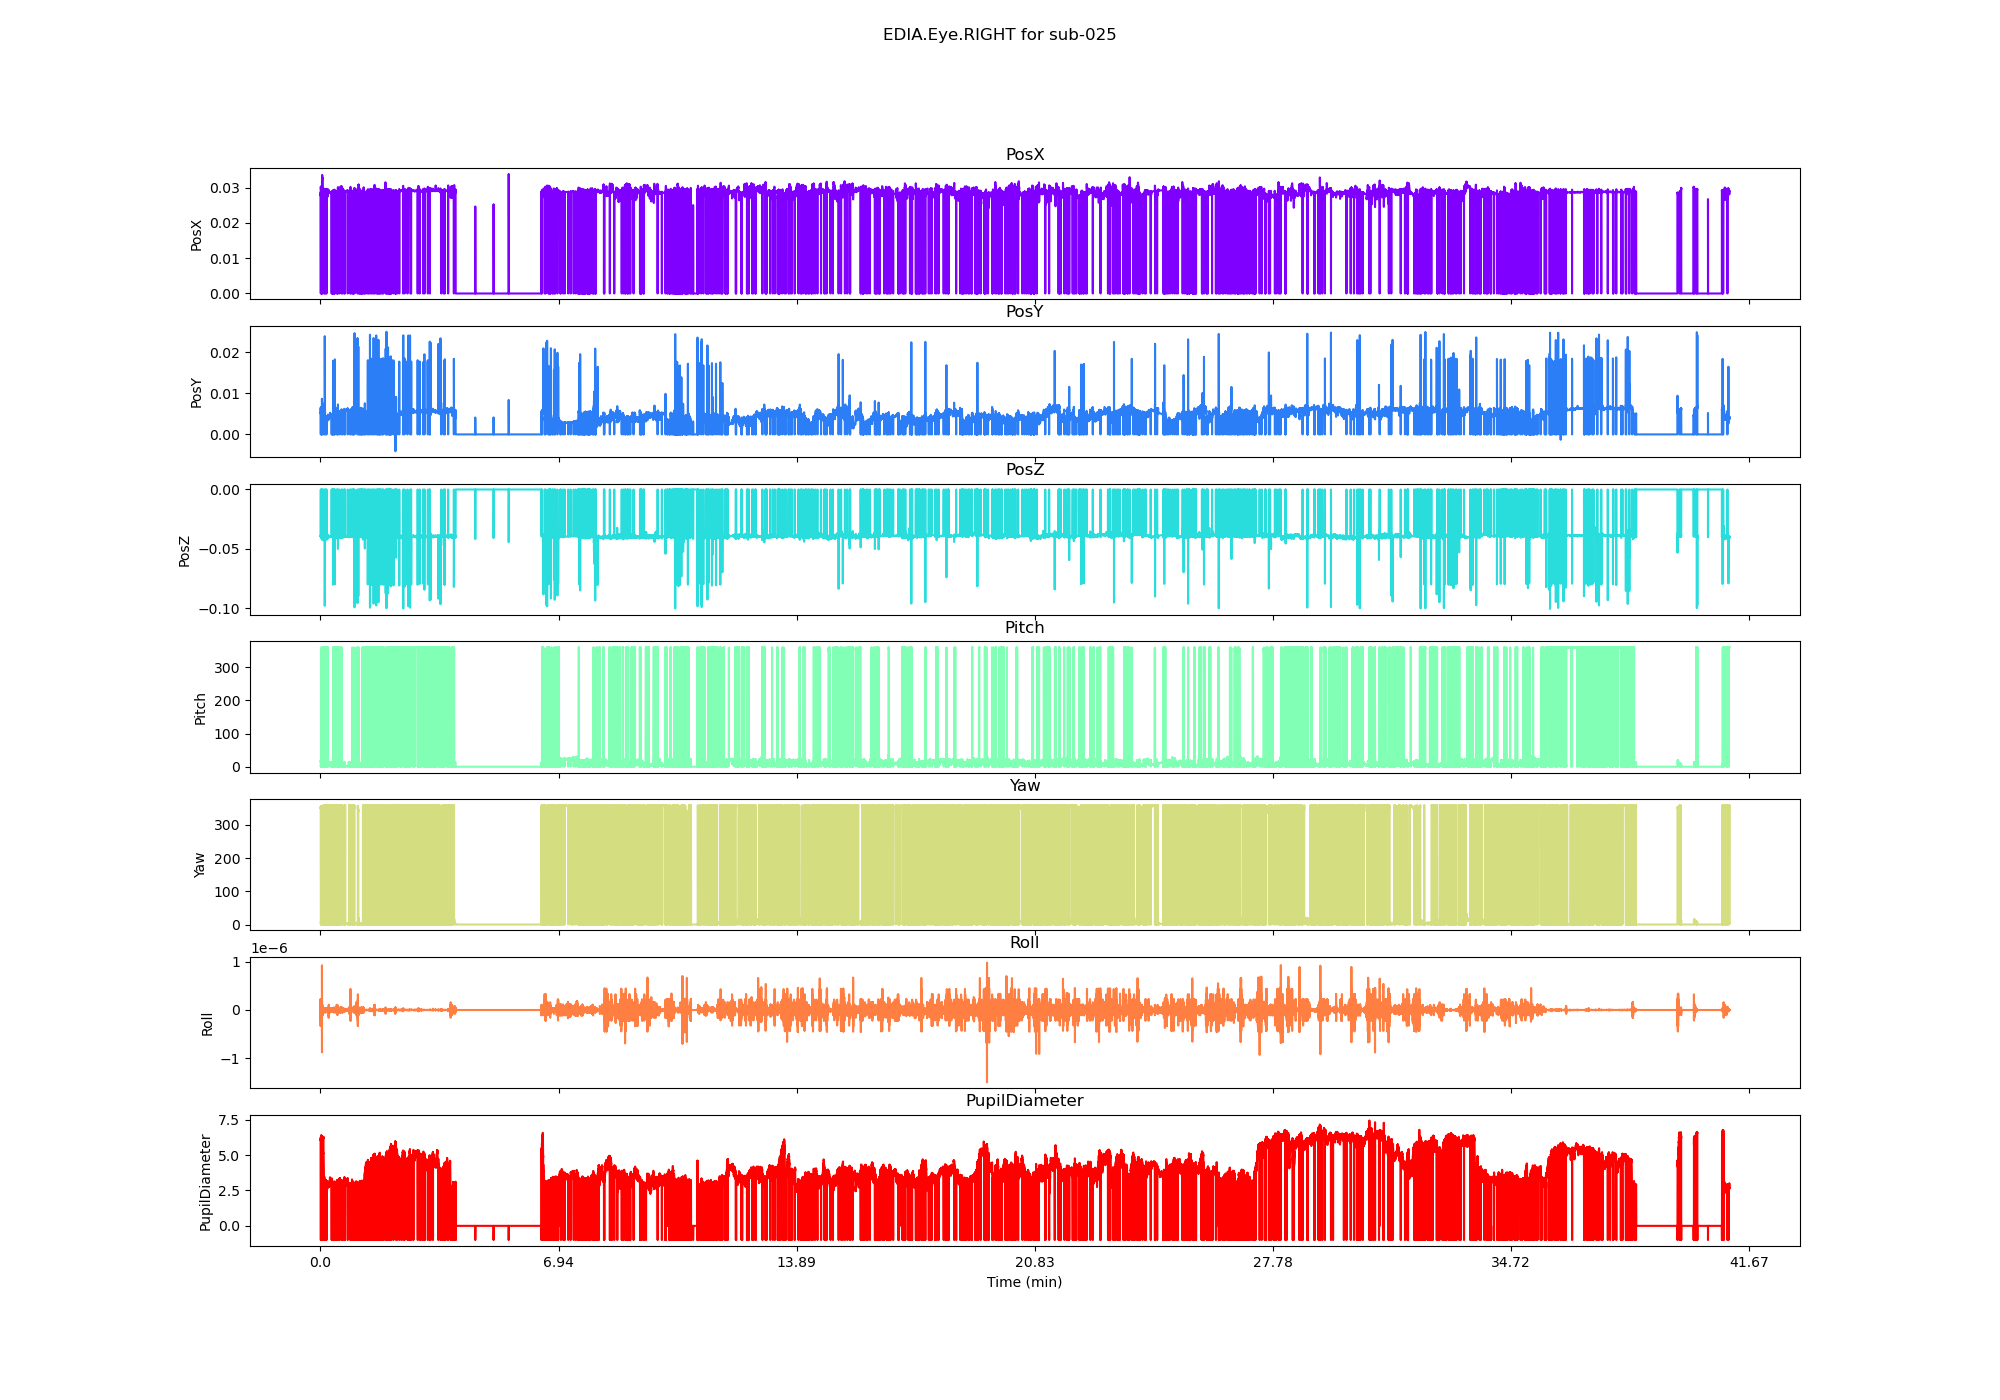 EDIA.Eye.RIGHT for sub-025
PosX
PosX
0.03
0.02
0.01
0.00
PosY
PosY
0.02
0.01
0.00
PosZ
PosZ
0.00
−0.05
−0.10
Pitch
Pitch
300
200
100
0
Yaw
Yaw
300
200
100
0
Roll
1e−6
Roll
1
0
−1
PupilDiameter
PupilDiameter
7.5
5.0
2.5
0.0
0.0 6.94 13.89 20.83 27.78 34.72 41.67
Time (min)